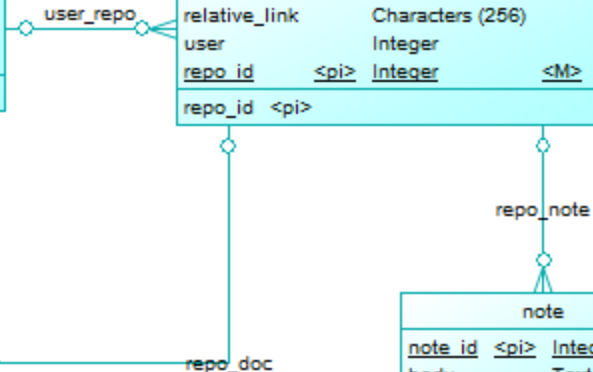 user_repo
relative_link Characters (256)
user Integer
repo_id <pi> Integer <M>
repo_id <pi>
repo_note
note
repo_doc
note_id <pi>